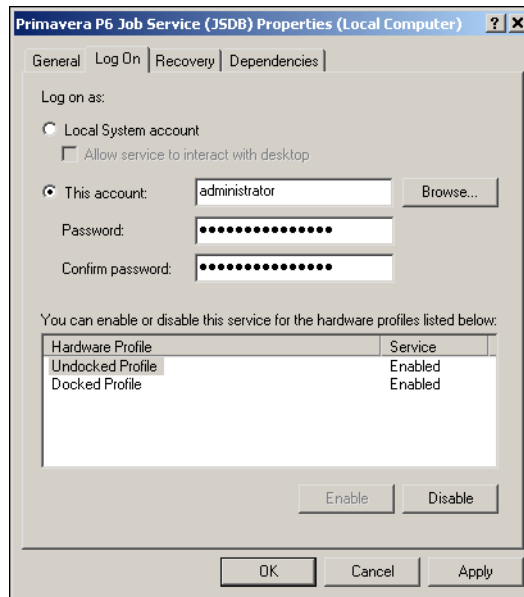 Primavera P6 Job Service (JSDB) Properties (Local Computer) ? X
General Log On Recovery Dependencies
Log on as:
Local System account
Allow service to interact with desktop
This account: administrator Browse...
Password: ●●●●●●●●●●●●●●●
Confirm password: ●●●●●●●●●●●●●●●
You can enable or disable this service for the hardware profiles listed below:
Hardware Profile Service
Undocked Profile Enabled
Docked Profile Enabled
Enable Disable
OK Cancel Apply